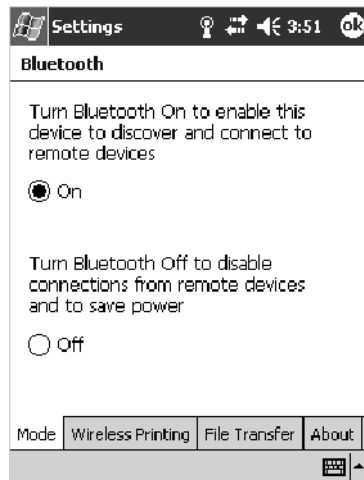 Settings 3:51 ok
Bluetooth
Turn Bluetooth On to enable this
device to discover and connect to
remote devices
On
Turn Bluetooth Off to disable
connections from remote devices
and to save power
Off
Mode Wireless Printing File Transfer About